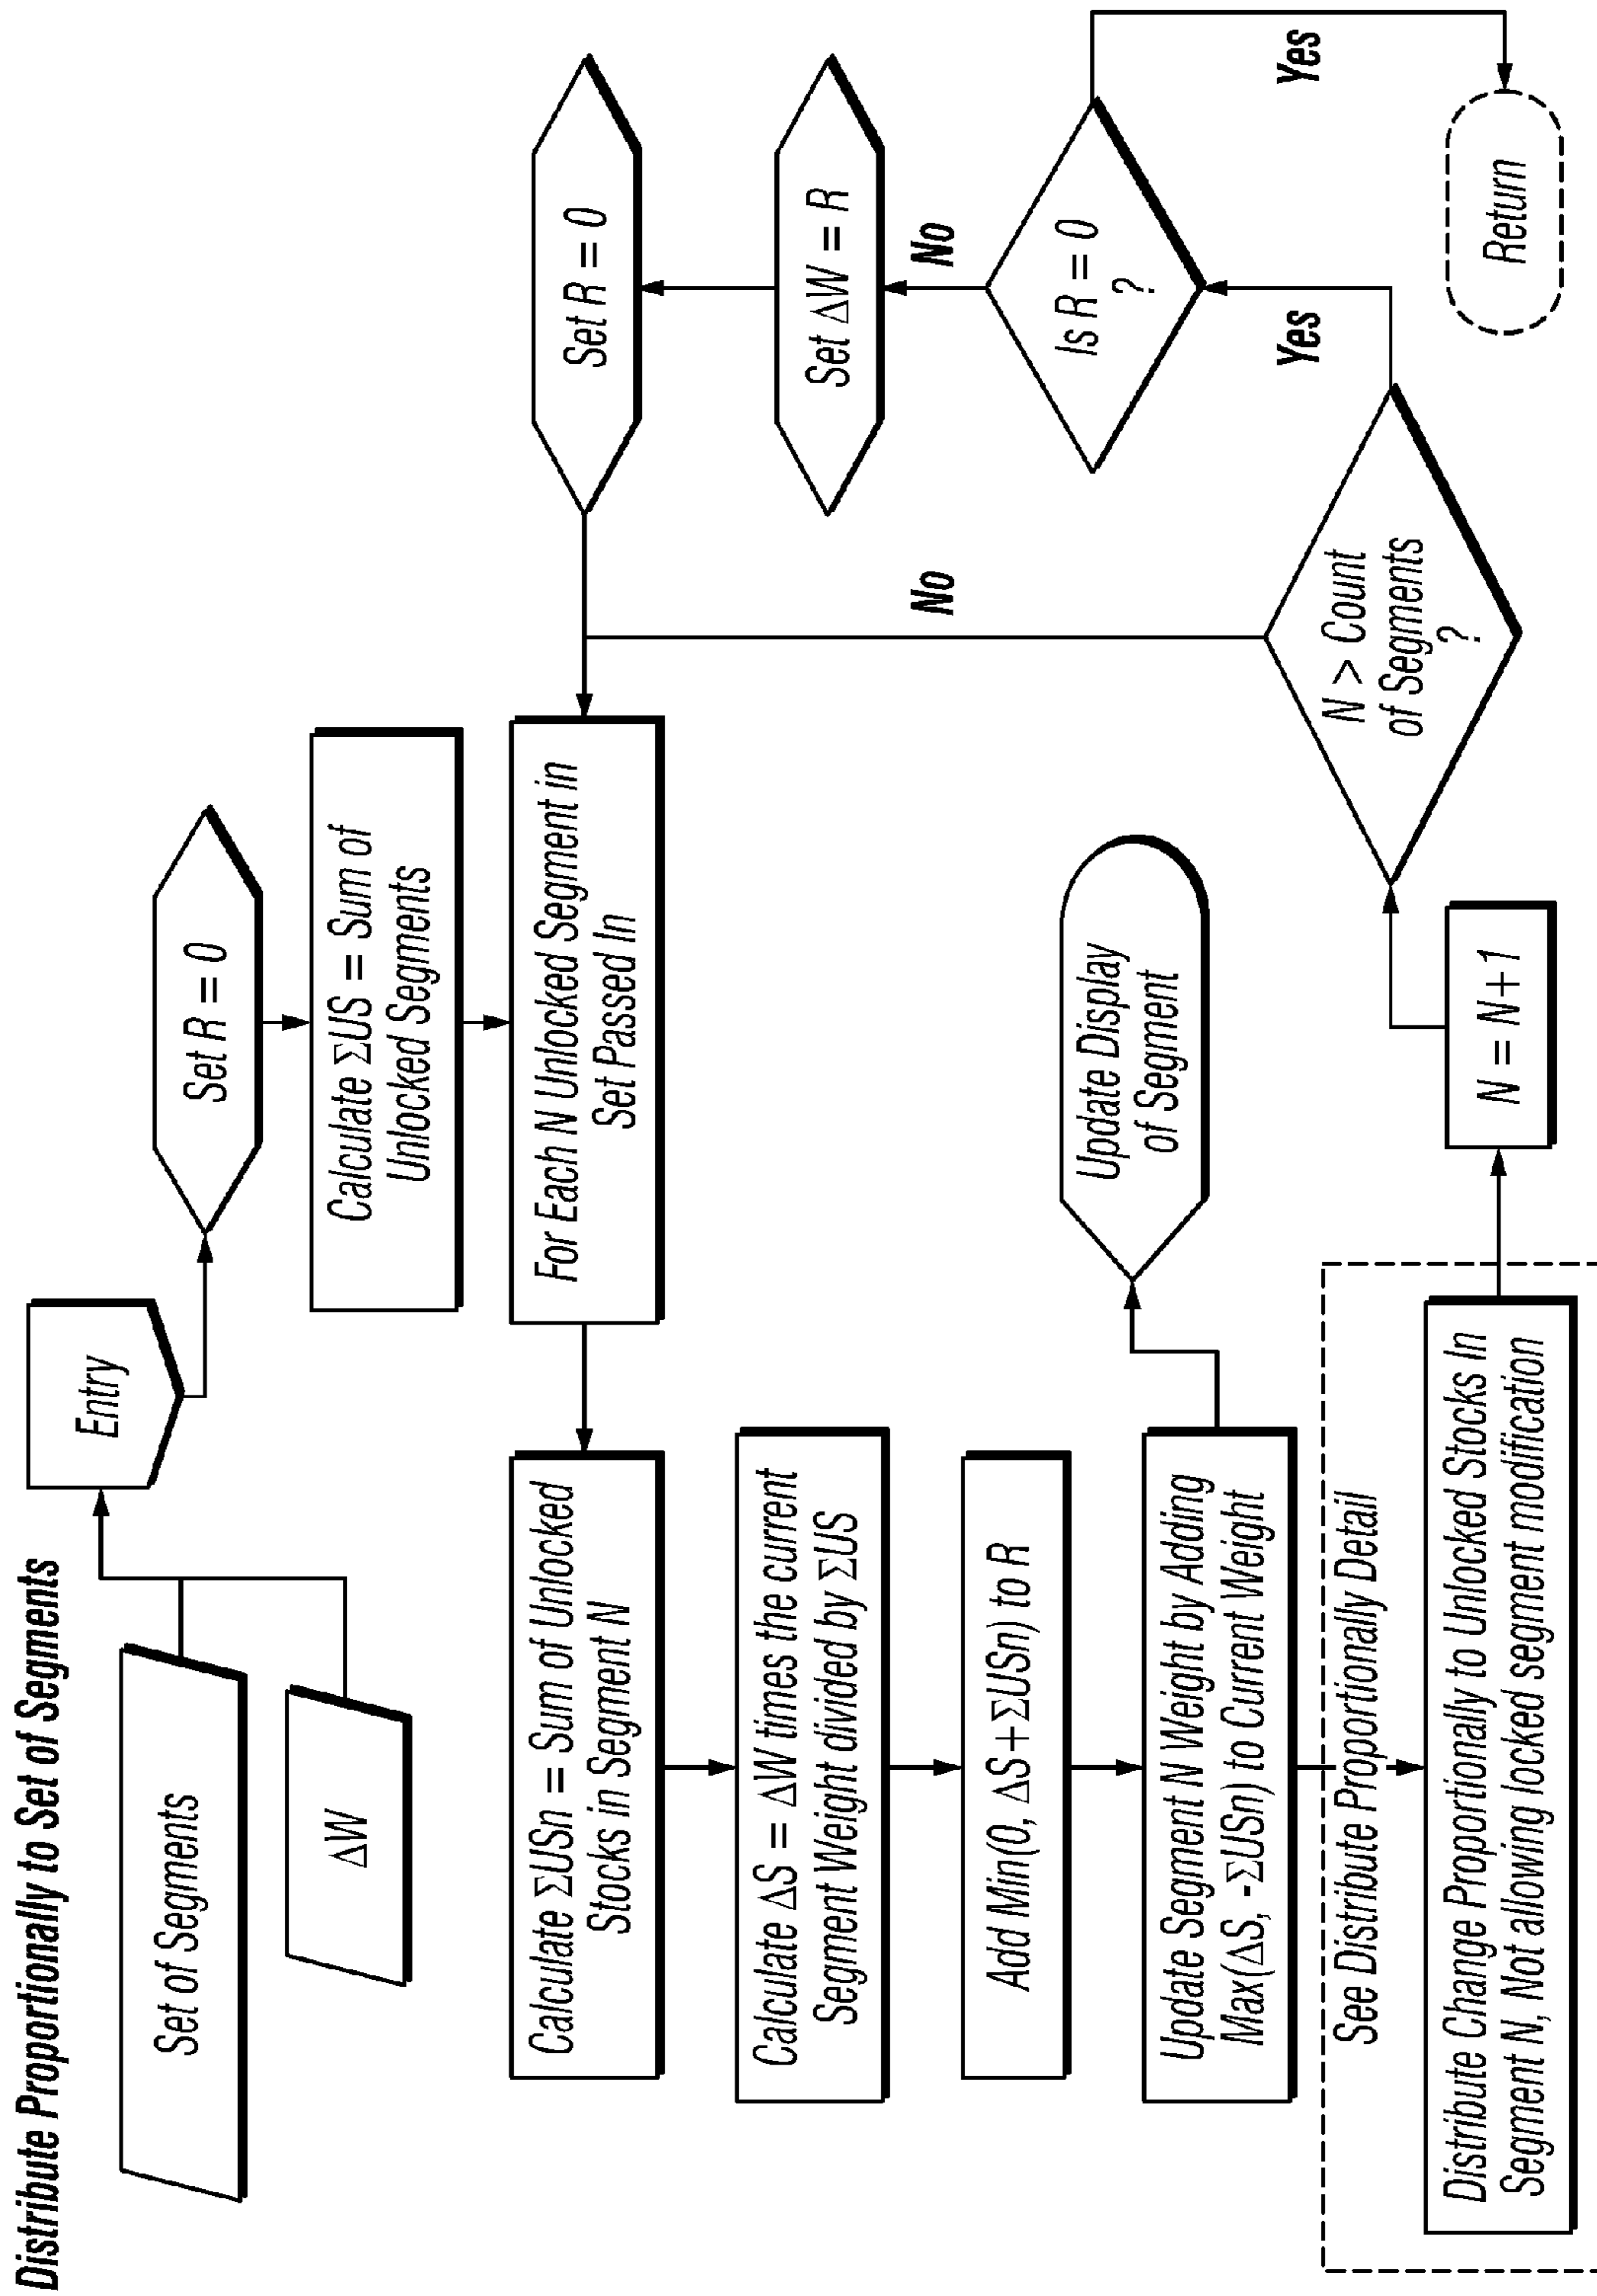 Distribute Proportionally to Set of Segments
Set of Segments
ΔW
Entry
Set R = 0
Calculate ΣUS = Sum of
Unlocked Segments
For Each N Unlocked Segment in
Set Passed In
Calculate ΣUSn = Sum of Unlocked
Stocks in Segment N
Calculate ΔS = ΔW times the current
Segment Weight divided by ΣUS
Add Min(0, ΔS+ΣUSn) to R
Update Segment N Weight by Adding
Max(ΔS, -ΣUSn) to Current Weight
Update Display
of Segment
See Distribute Proportionally Detail
Distribute Change Proportionally to Unlocked Stocks In
Segment N, Not allowing locked segment modification
N = N+1
N > Count
of Segments
?
No
Yes
Is R = 0
?
No
Yes
Set ΔW = R
Set R = 0
Return